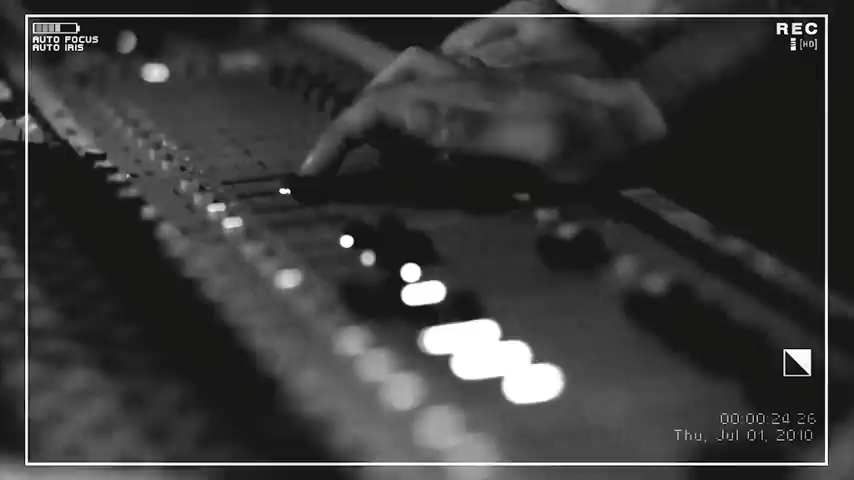 REC
AUTO FOCUS
AUTO IRIS
[HD]
00:00:24 26
Thu, Jul 01, 2010